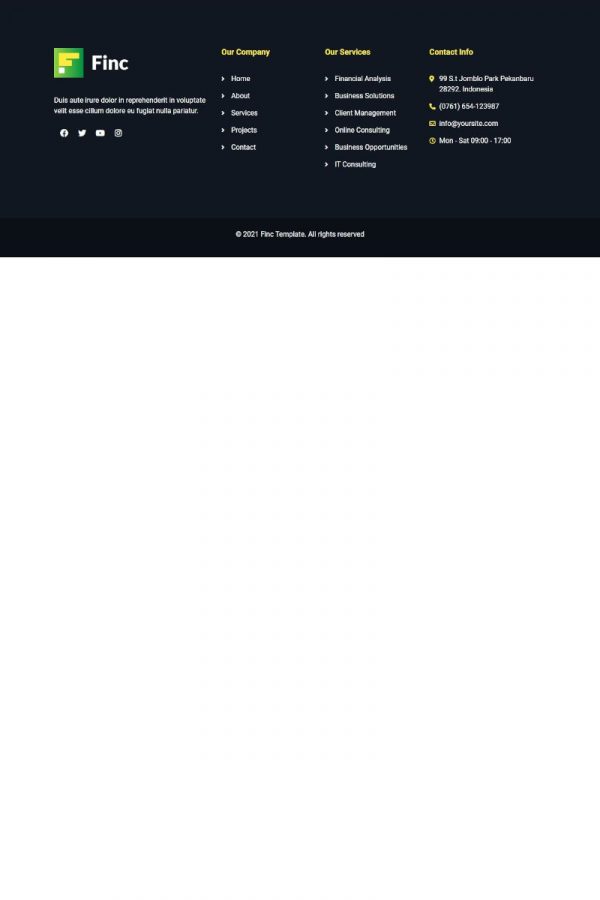 Finc
Duis aute irure dolor in reprehenderit in voluptate
velit esse cillum dolore eu fugiat nulla pariatur.
Our Company
Home
About
Services
Projects
Contact
Our Services
Financial Analysis
Business Solutions
Client Management
Online Consulting
Business Opportunities
IT Consulting
Contact Info
99 S.t Jomblo Park Pekanbaru
28292. Indonesia
(0761) 654-123987
info@yoursite.com
Mon - Sat 09:00 - 17:00
© 2021 Finc Template. All rights reserved